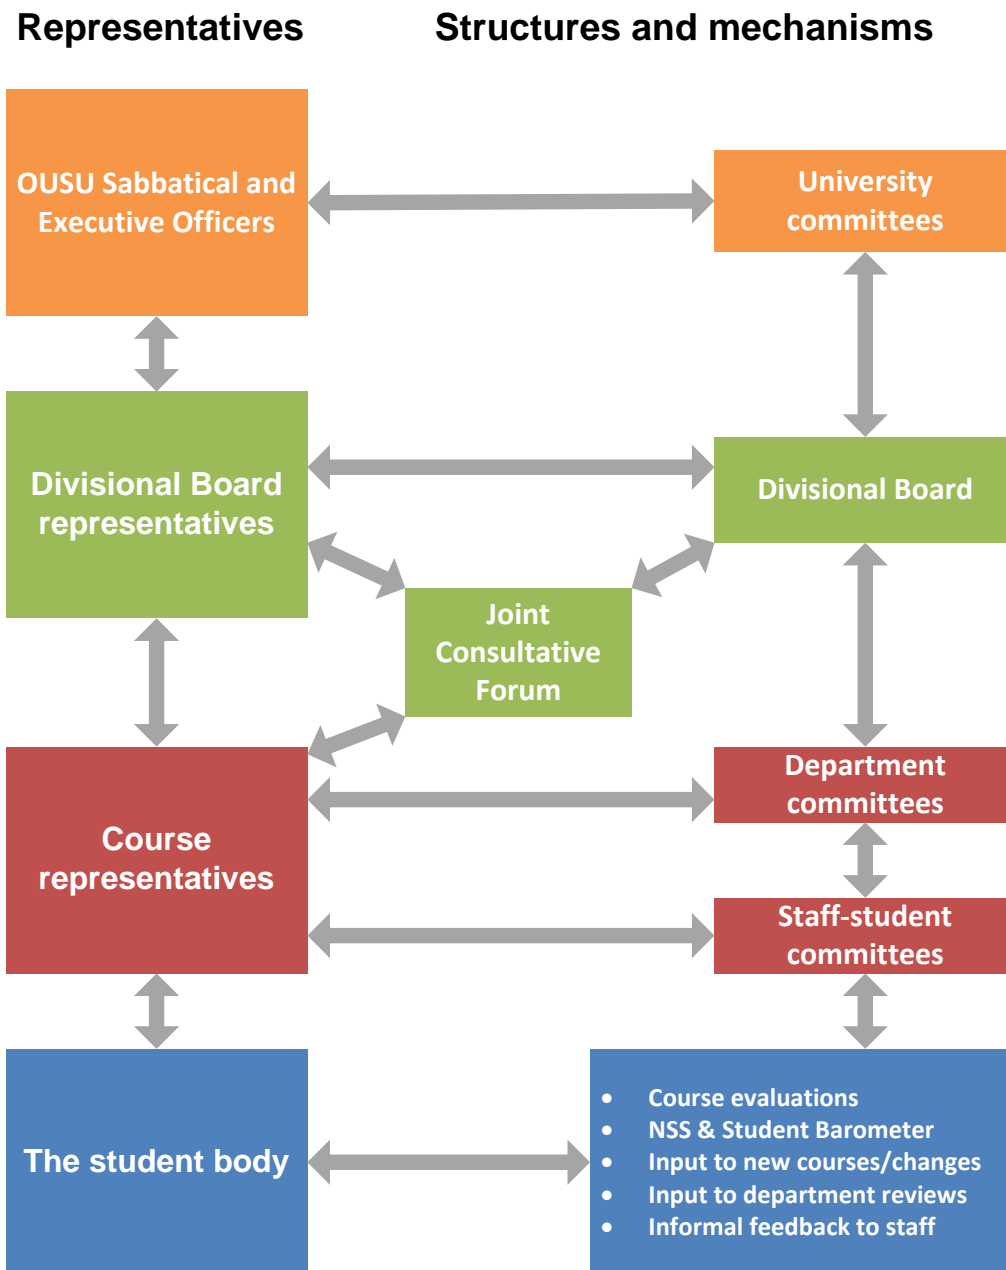 Representatives
Structures and mechanisms
OUSU Sabbatical and
Executive Officers
University
committees
Divisional Board
representatives
Divisional Board
Joint
Consultative
Forum
Course
representatives
Department
committees
Staff-student
committees
The student body
• Course evaluations
• NSS & Student Barometer
• Input to new courses/changes
• Input to department reviews
• Informal feedback to staff